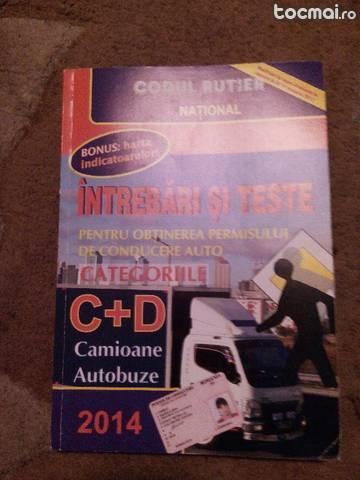 tocmai.ro
CODUL RUTIER
NAȚIONAL
BONUS: harta
indicatoarelor!
ÎNTREBĂRI ȘI TESTE
PENTRU OBȚINEREA PERMISULUI
DE CONDUCERE AUTO
CATEGORIILE
C+D
Camioane
Autobuze
2014